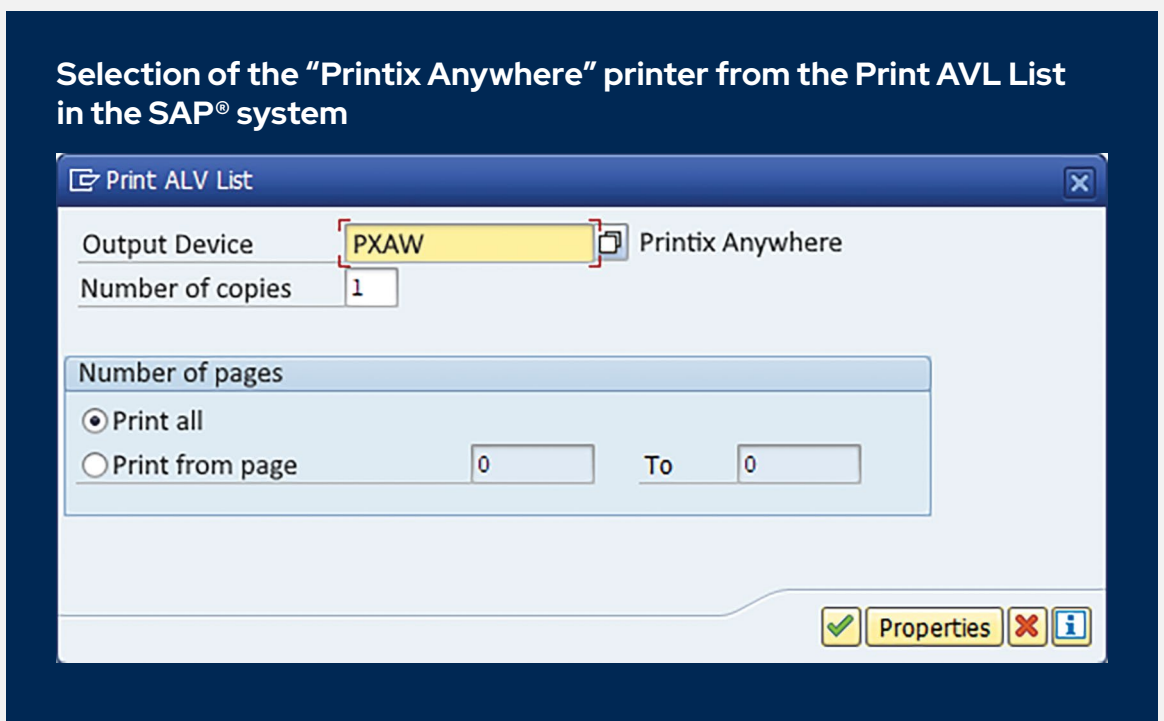 Selection of the “Printix Anywhere” printer from the Print AVL List
in the SAP® system
Print ALV List
Output Device PXAW Printix Anywhere
Number of copies 1
Number of pages
Print all
Print from page 0 To 0
Properties